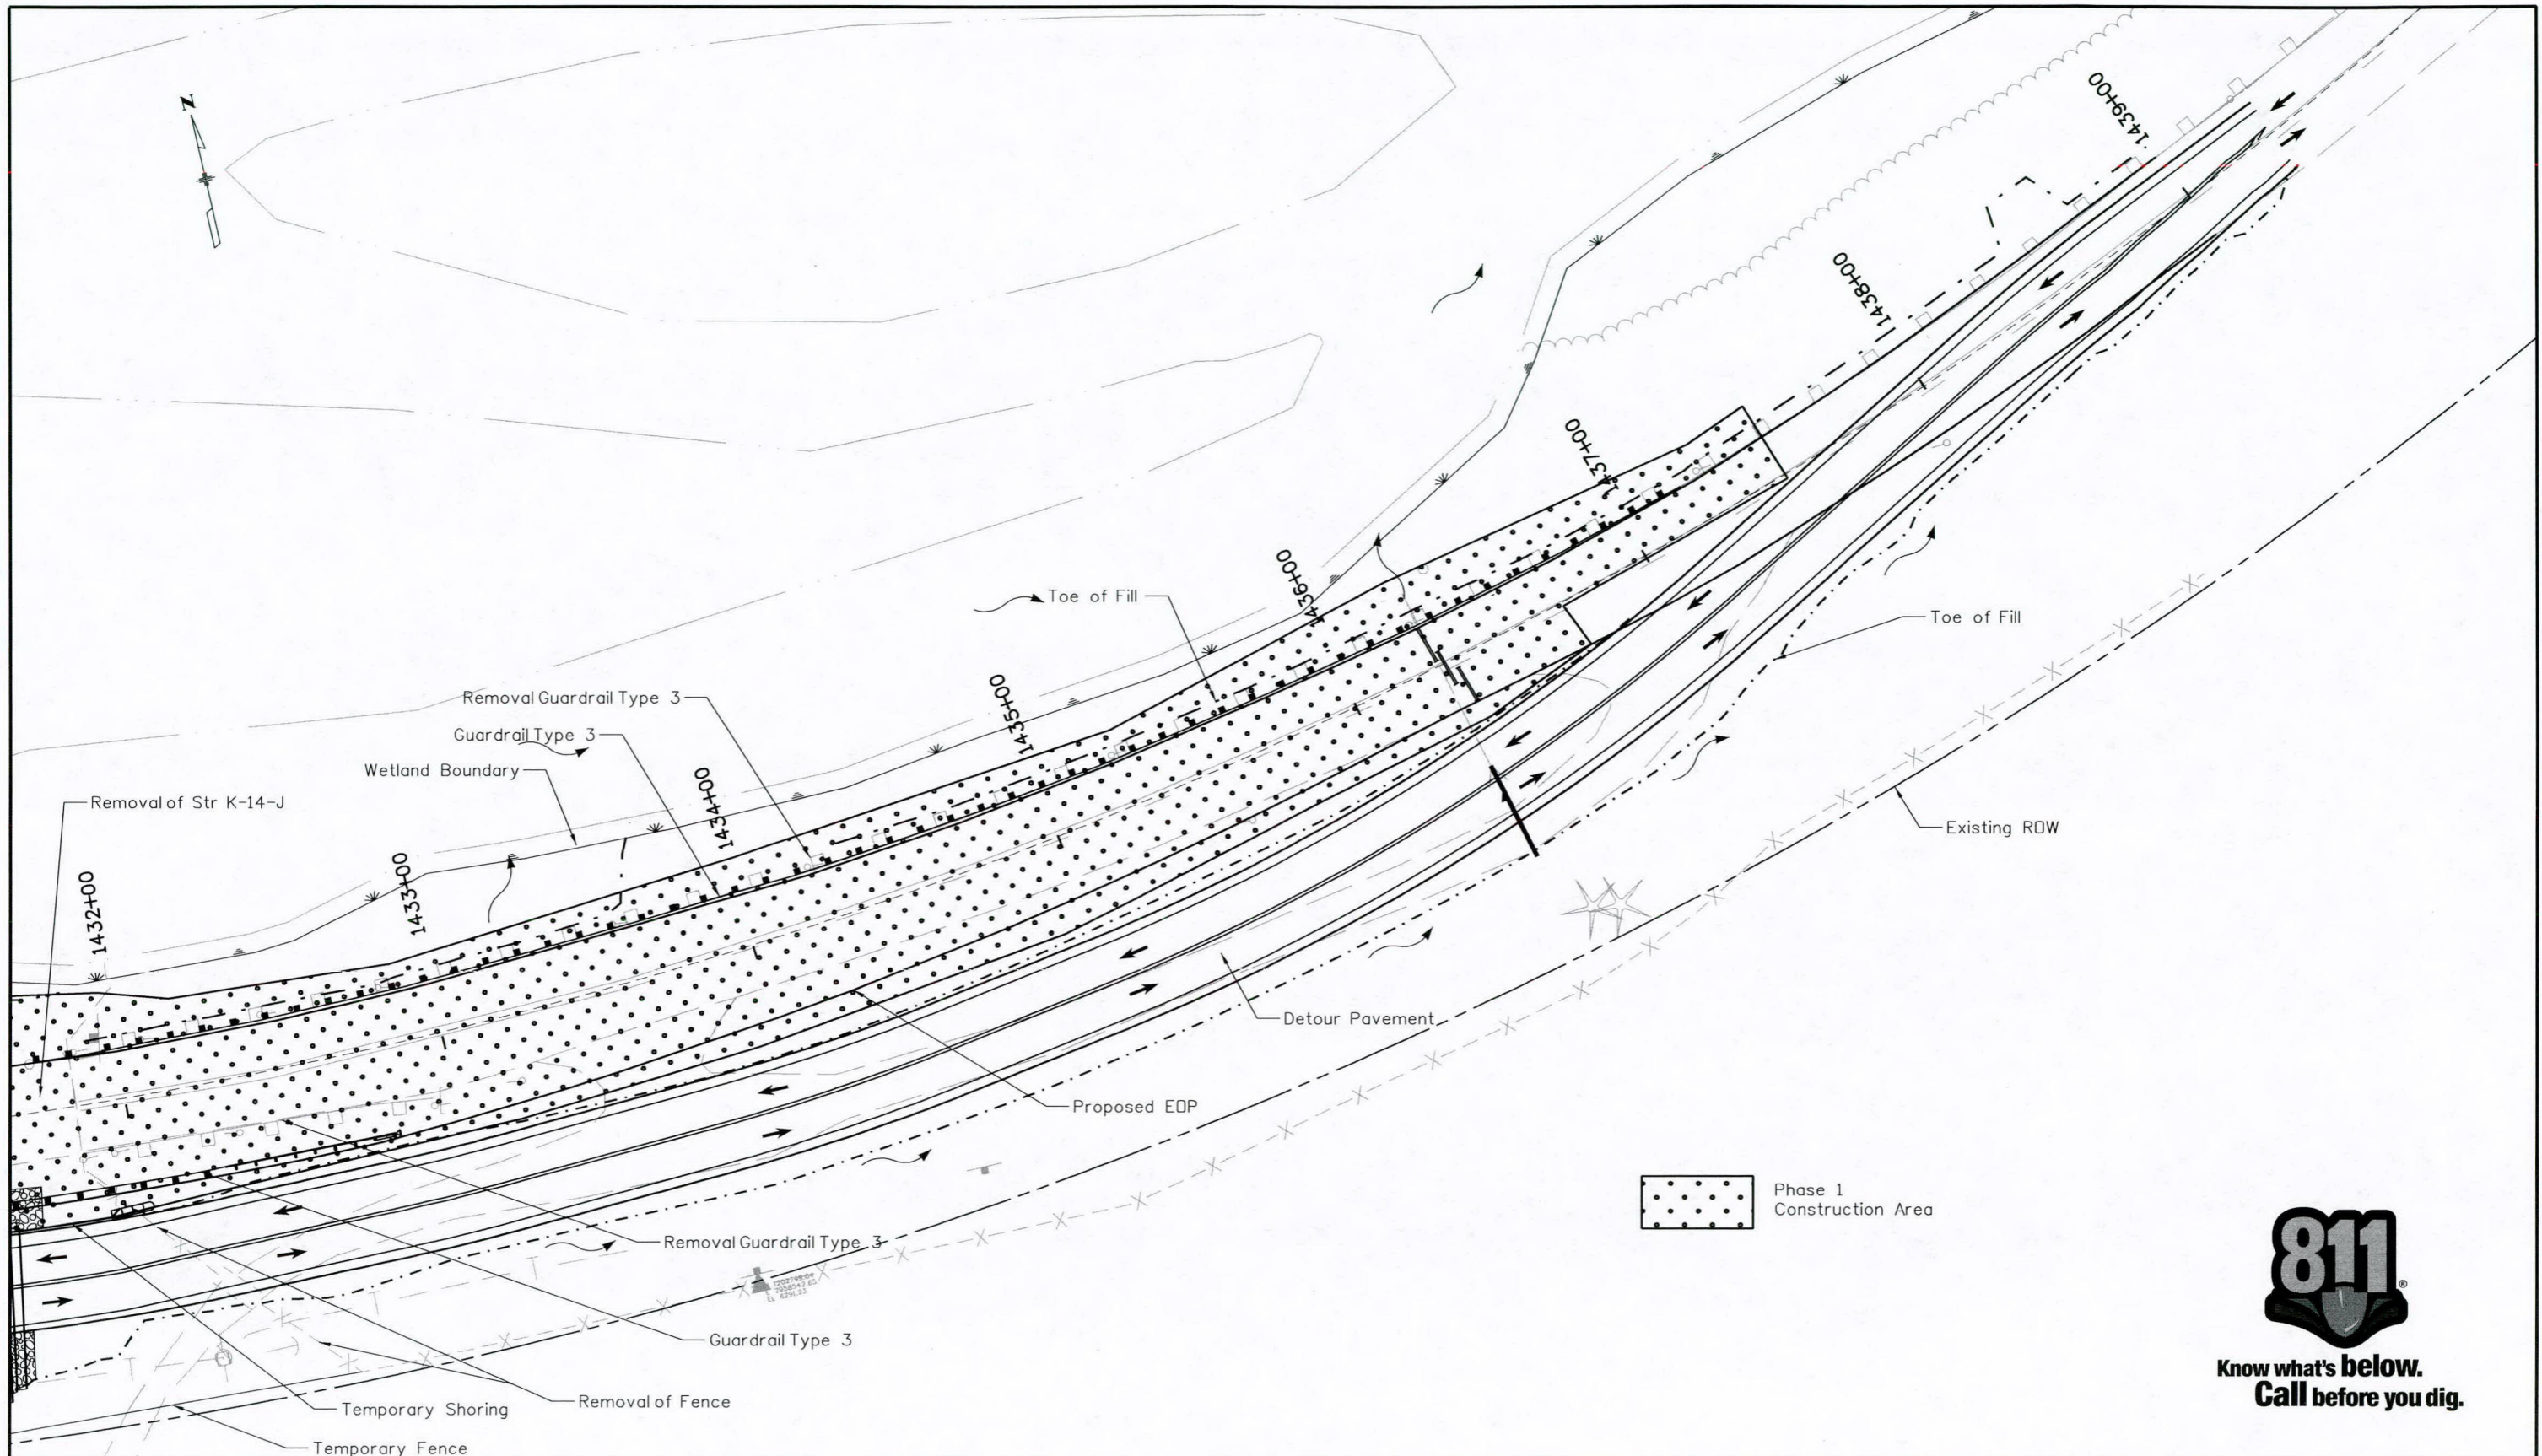 N
1439+00
1438+00
1437+00
1436+00
Toe of Fill
Toe of Fill
1435+00
Removal Guardrail Type 3
Guardrail Type 3
Wetland Boundary
1434+00
Removal of Str K-14-J
Existing ROW
1433+00
1432+00
Detour Pavement
Proposed EOP
Phase 1
Construction Area
Removal Guardrail Type 3
Guardrail Type 3
Removal of Fence
Temporary Shoring
Temporary Fence
811®
Know what's below.
Call before you dig.